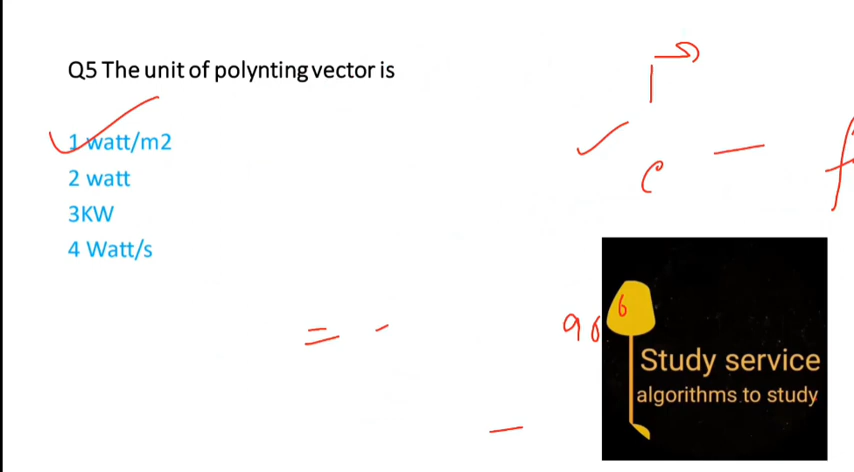 Q5 The unit of polynting vector is
1 watt/m2
2 watt
3KW
4 Watt/s
Study service
algorithms to study